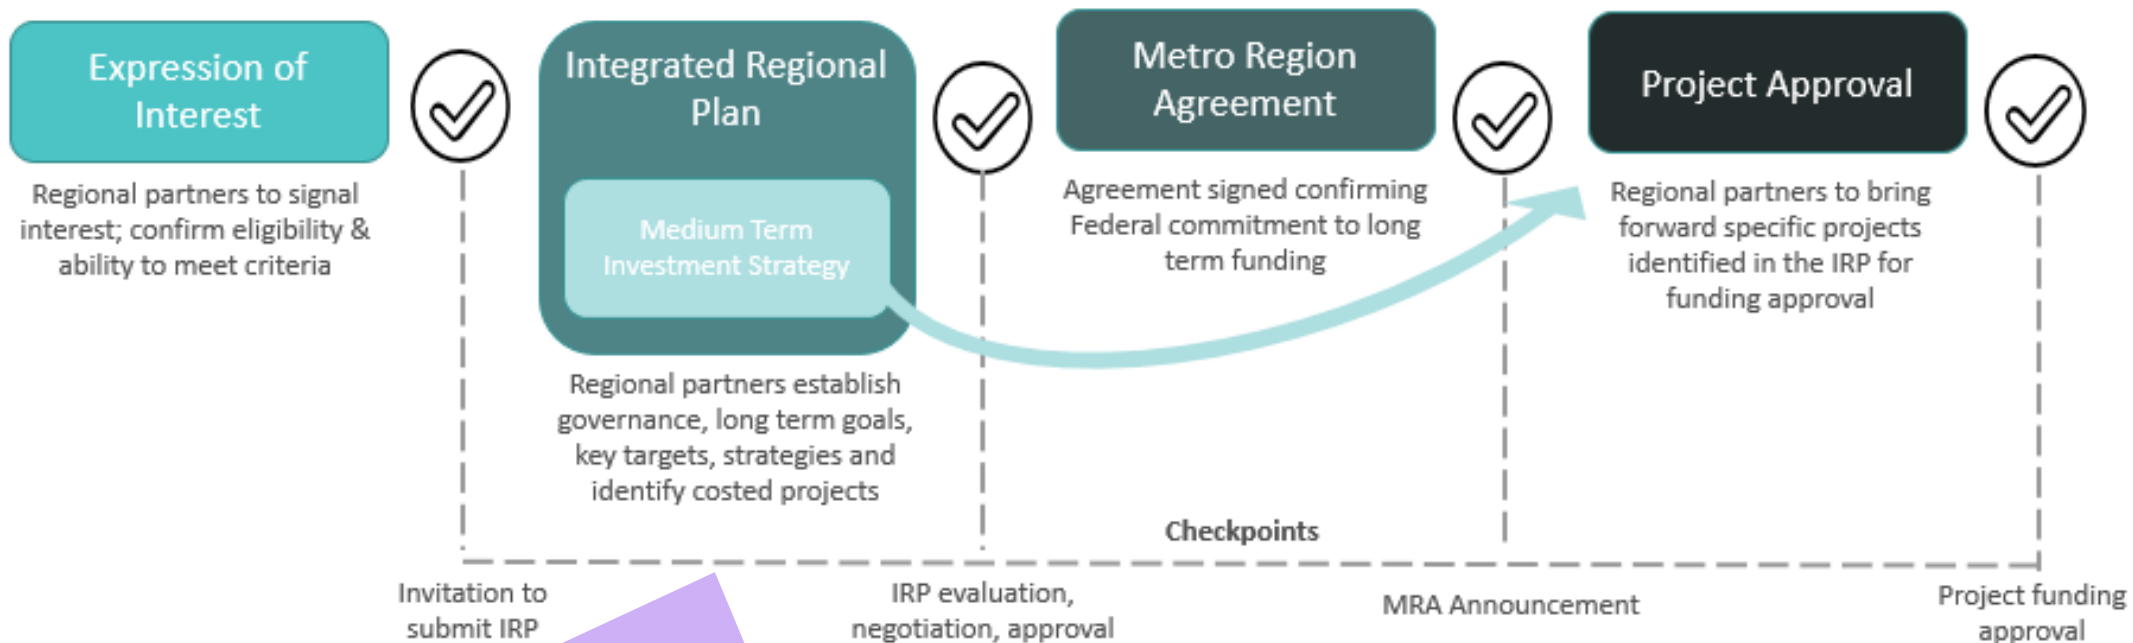 Expression of
Interest
Regional partners to signal
interest; confirm eligibility &
ability to meet criteria
Integrated Regional
Plan
Medium Term
Investment Strategy
Regional partners establish
governance, long term goals,
key targets, strategies and
identify costed projects
Metro Region
Agreement
Agreement signed confirming
Federal commitment to long
term funding
Project Approval
Regional partners to bring
forward specific projects
identified in the IRP for
funding approval
Checkpoints
Invitation to
submit IRP
IRP evaluation,
negotiation, approval
MRA Announcement
Project funding
approval